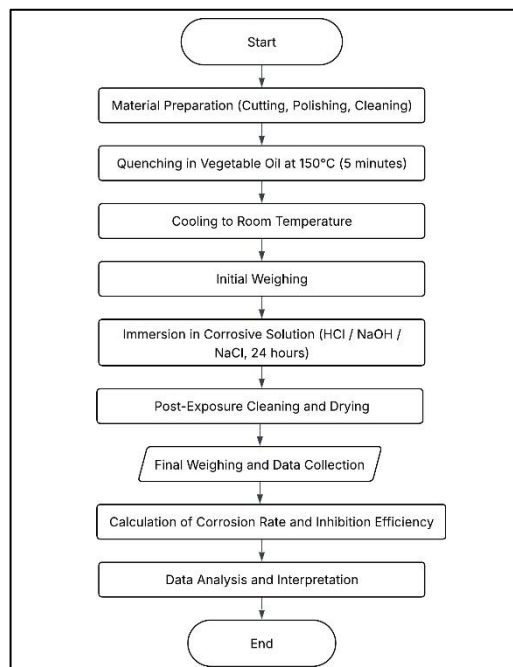 Start
Material Preparation (Cutting, Polishing, Cleaning)
Quenching in Vegetable Oil at 150°C (5 minutes)
Cooling to Room Temperature
Initial Weighing
Immersion in Corrosive Solution (HCl / NaOH /
NaCl, 24 hours)
Post-Exposure Cleaning and Drying
Final Weighing and Data Collection
Calculation of Corrosion Rate and Inhibition Efficiency
Data Analysis and Interpretation
End